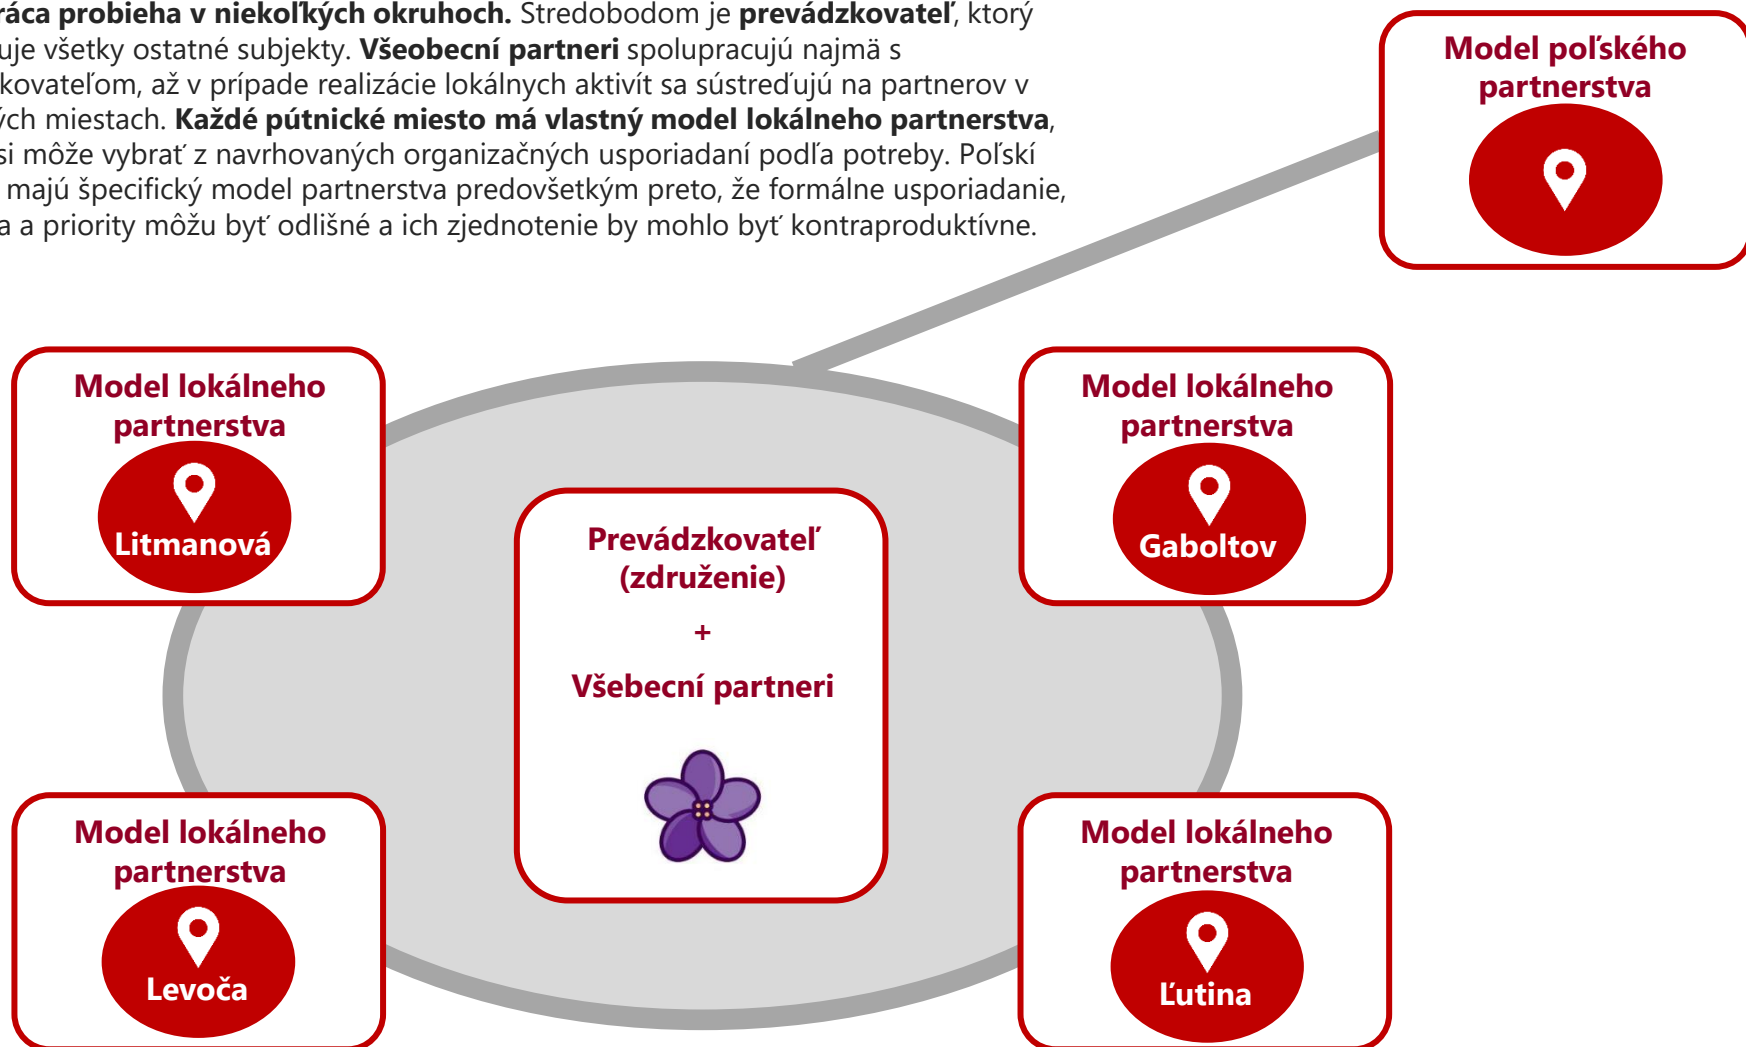 ráca probieha v niekoľkých okruhoch. Stredobodom je prevádzkovateľ, ktorý
uje všetky ostatné subjekty. Všeobecní partneri spolupracujú najmä s
kovateľom, až v prípade realizácie lokálnych aktivít sa sústreďujú na partnerov v
ých miestach. Každé pútnické miesto má vlastný model lokálneho partnerstva,
si môže vybrať z navrhovaných organizačných usporiadaní podľa potreby. Poľskí
majú špecifický model partnerstva predovšetkým preto, že formálne usporiadanie,
a a priority môžu byť odlišné a ich zjednotenie by mohlo byť kontraproduktívne.
Model poľského
partnerstva
Model lokálneho
partnerstva
Litmanová
Model lokálneho
partnerstva
Gaboltov
Prevádzkovateľ
(združenie)
+
Všebecní partneri
Model lokálneho
partnerstva
Levoča
Model lokálneho
partnerstva
Ľutina